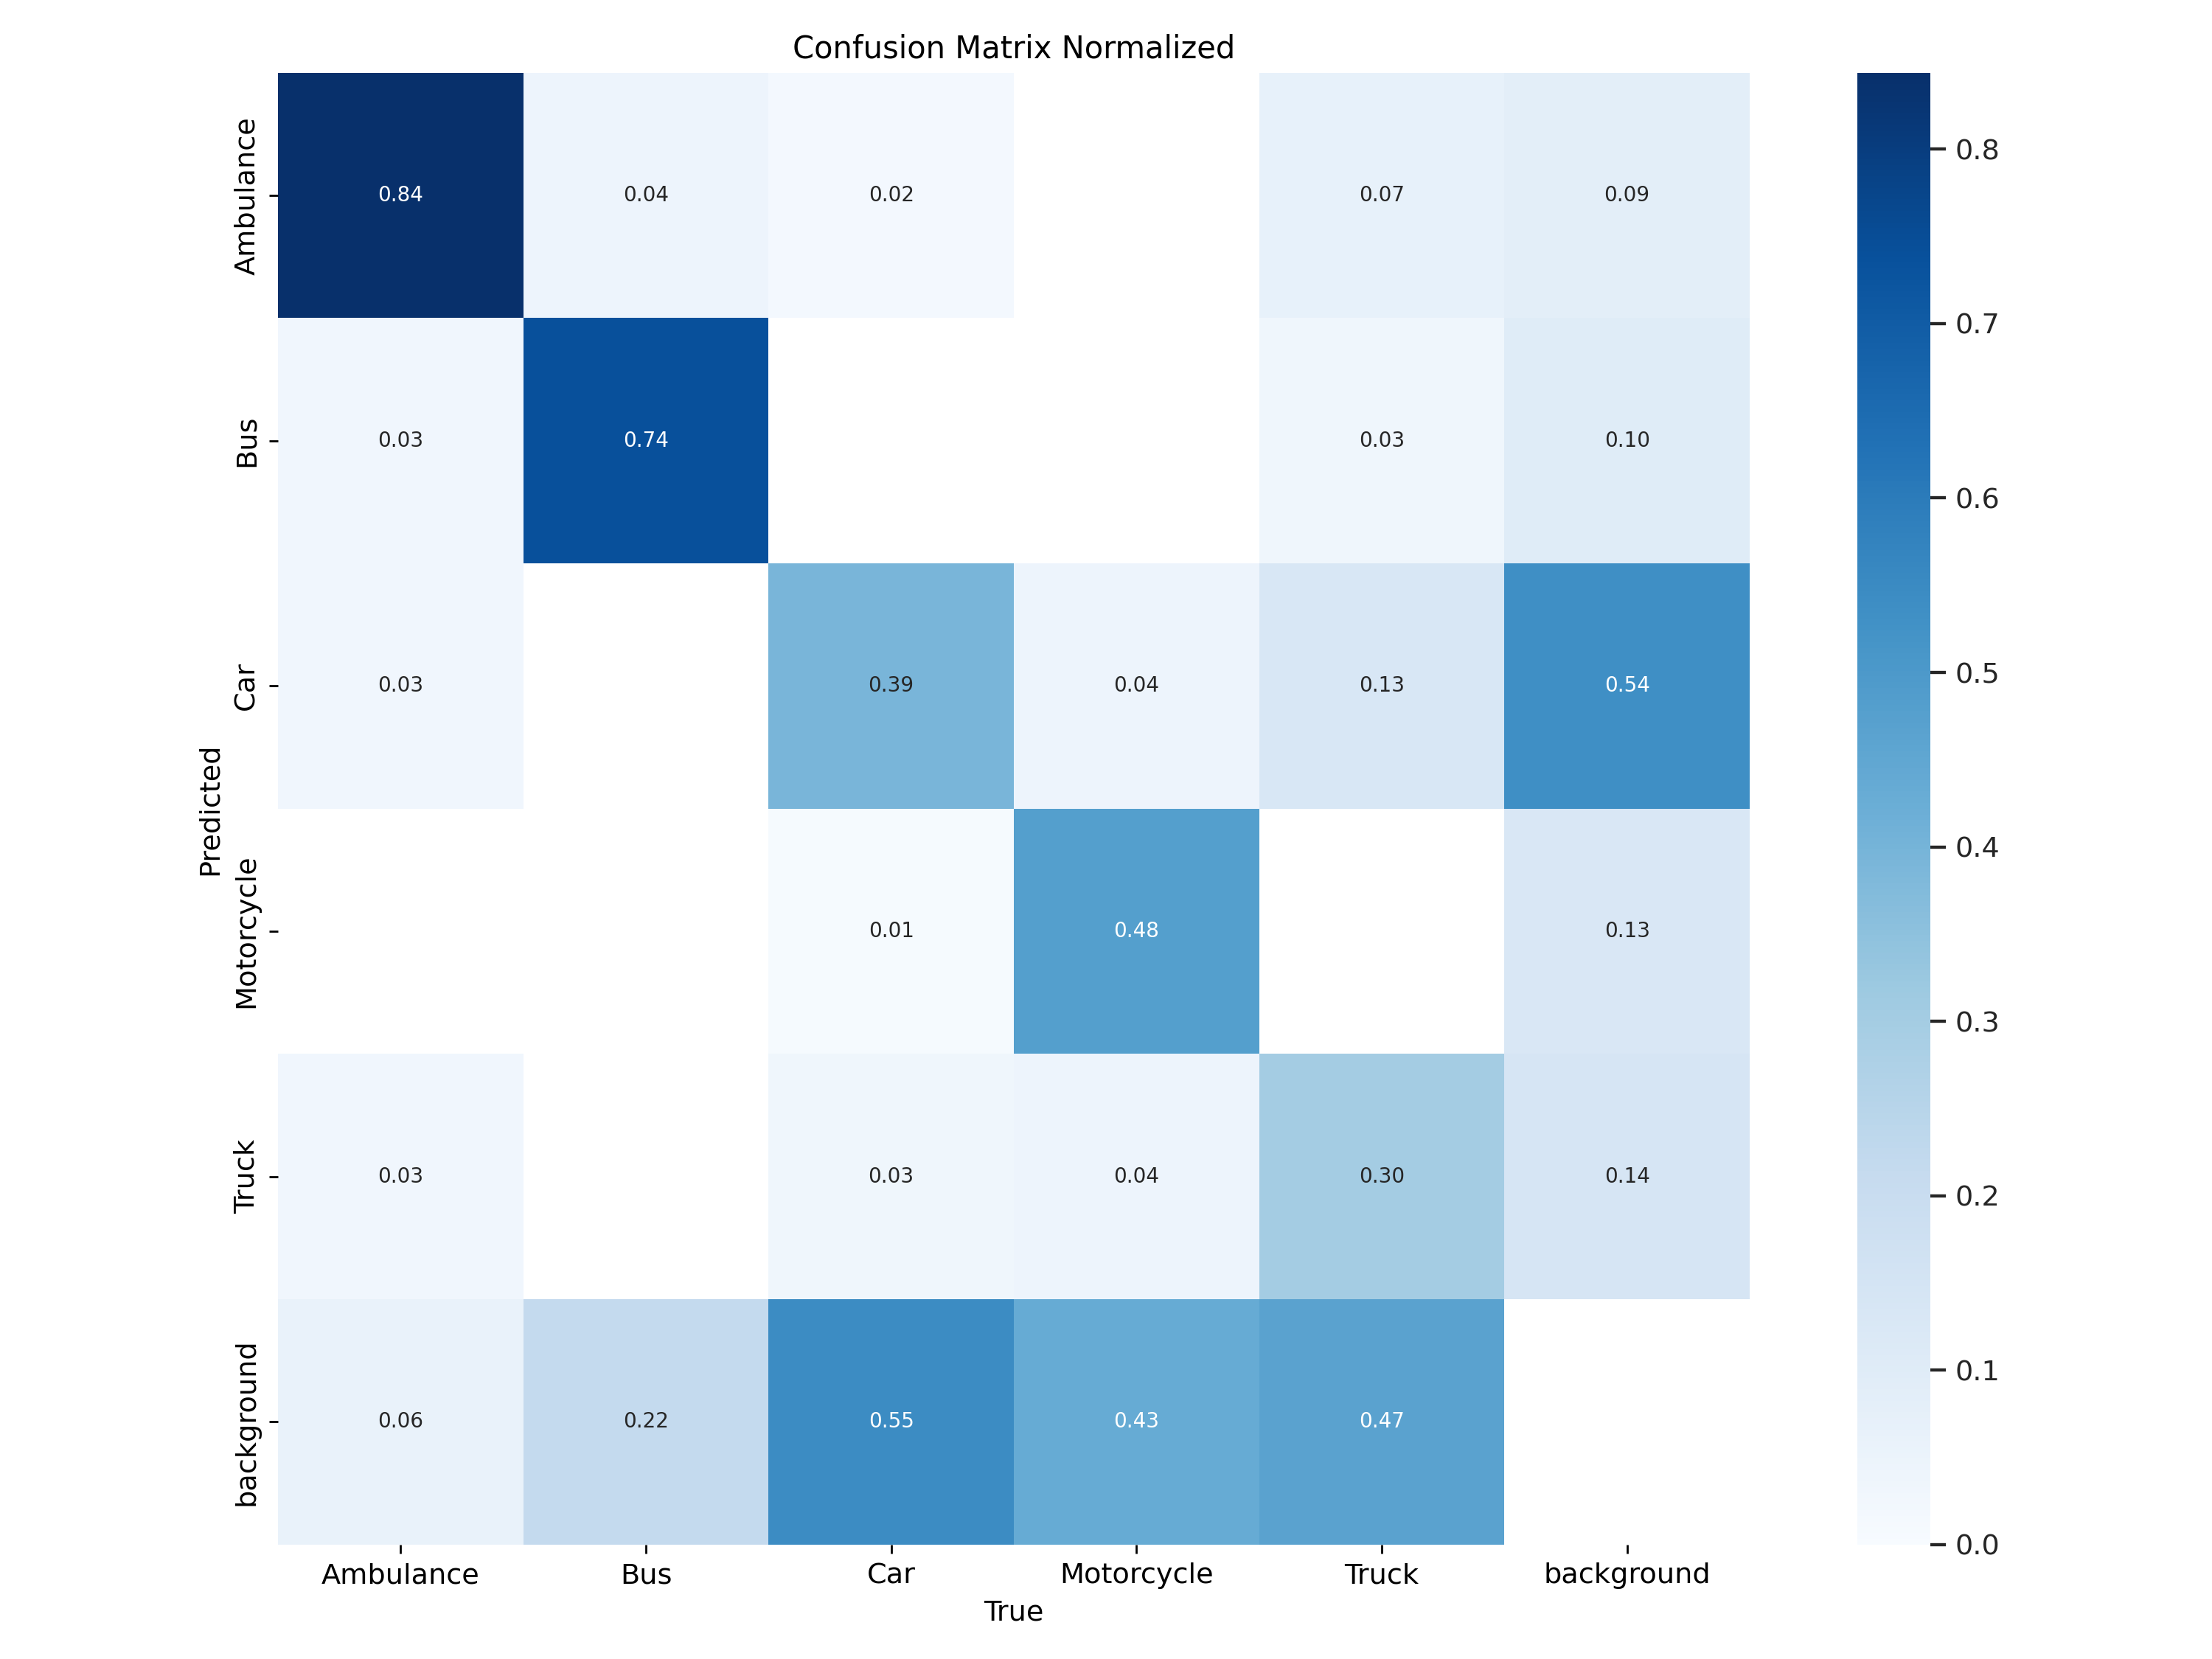 Confusion Matrix Normalized
Ambulance
0.84
0.04
0.02
0.07
0.09
Bus
0.03
0.74
0.03
0.10
Car
0.03
0.39
0.04
0.13
0.54
Motorcycle
0.01
0.48
0.13
Truck
0.03
0.03
0.04
0.30
0.14
background
0.06
0.22
0.55
0.43
0.47
Predicted
Ambulance
Bus
Car
Motorcycle
Truck
background
True
0.8
0.7
0.6
0.5
0.4
0.3
0.2
0.1
0.0